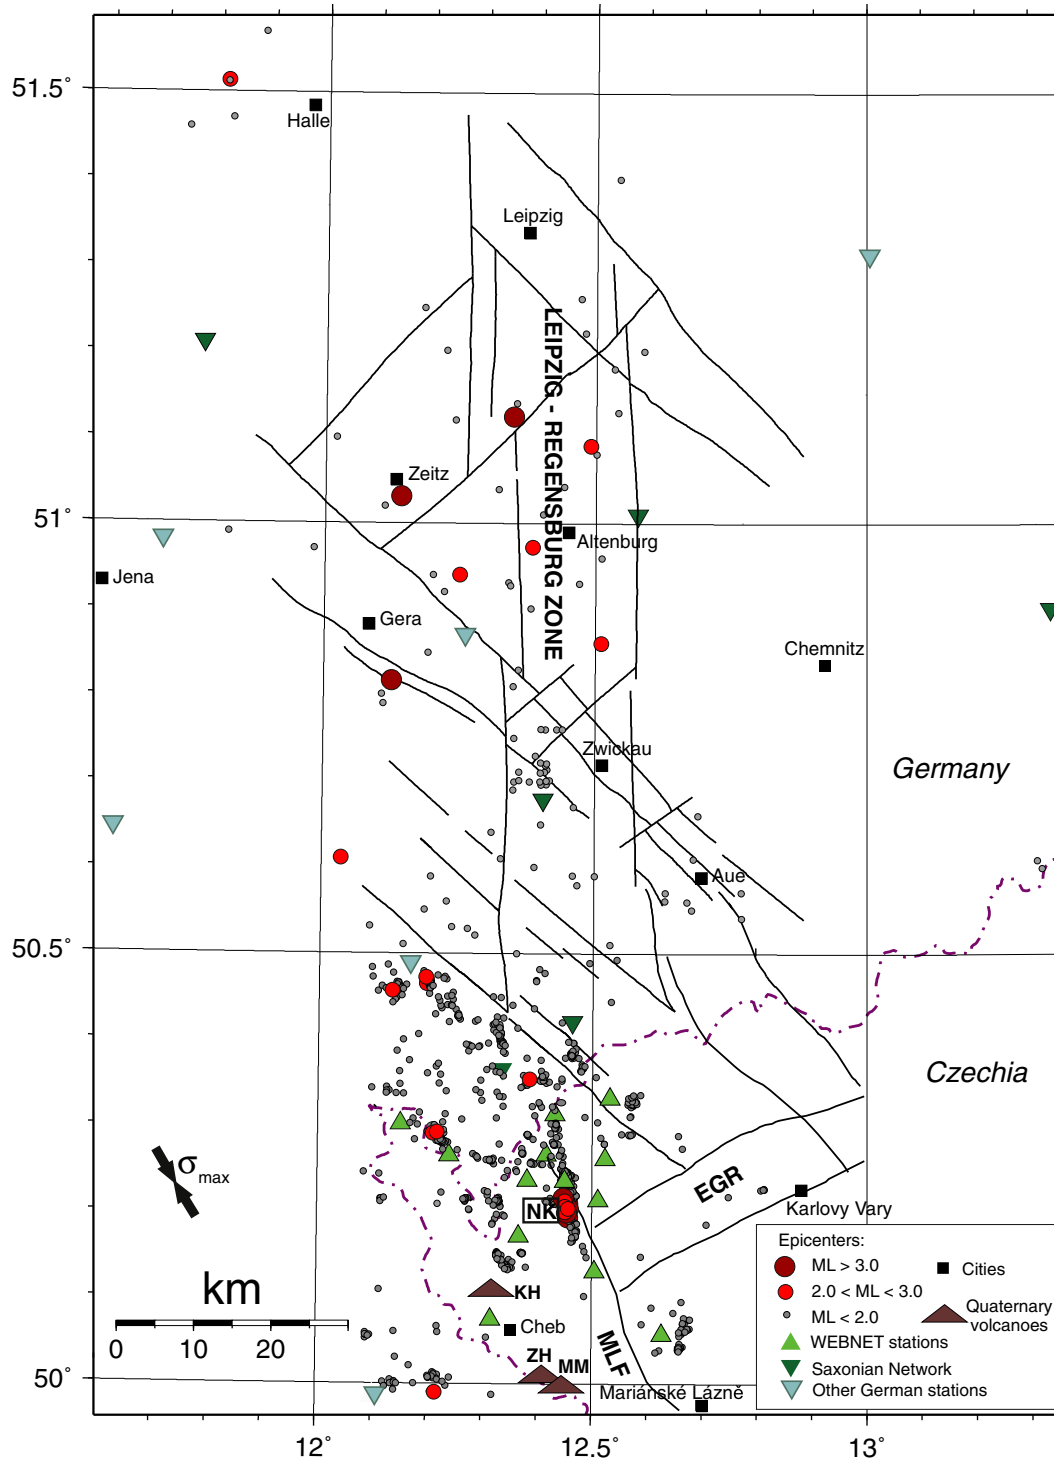 51.5°
Halle
Leipzig
LEIPZIG - REGENSBURG ZONE
Zeitz
51°
Altenburg
Jena
Gera
Chemnitz
Zwickau
Germany
Aue
50.5°
Czechia
σmax
EGR
Karlovy Vary
NK
km
0 10 20
KH
Cheb
ZH
MM
MLF
Mariánské Lázně
50°
12°
12.5°
13°
Epicenters:
ML > 3.0
2.0 < ML < 3.0
ML < 2.0
WEBNET stations
Saxonian Network
Other German stations
Cities
Quaternary
volcanoes